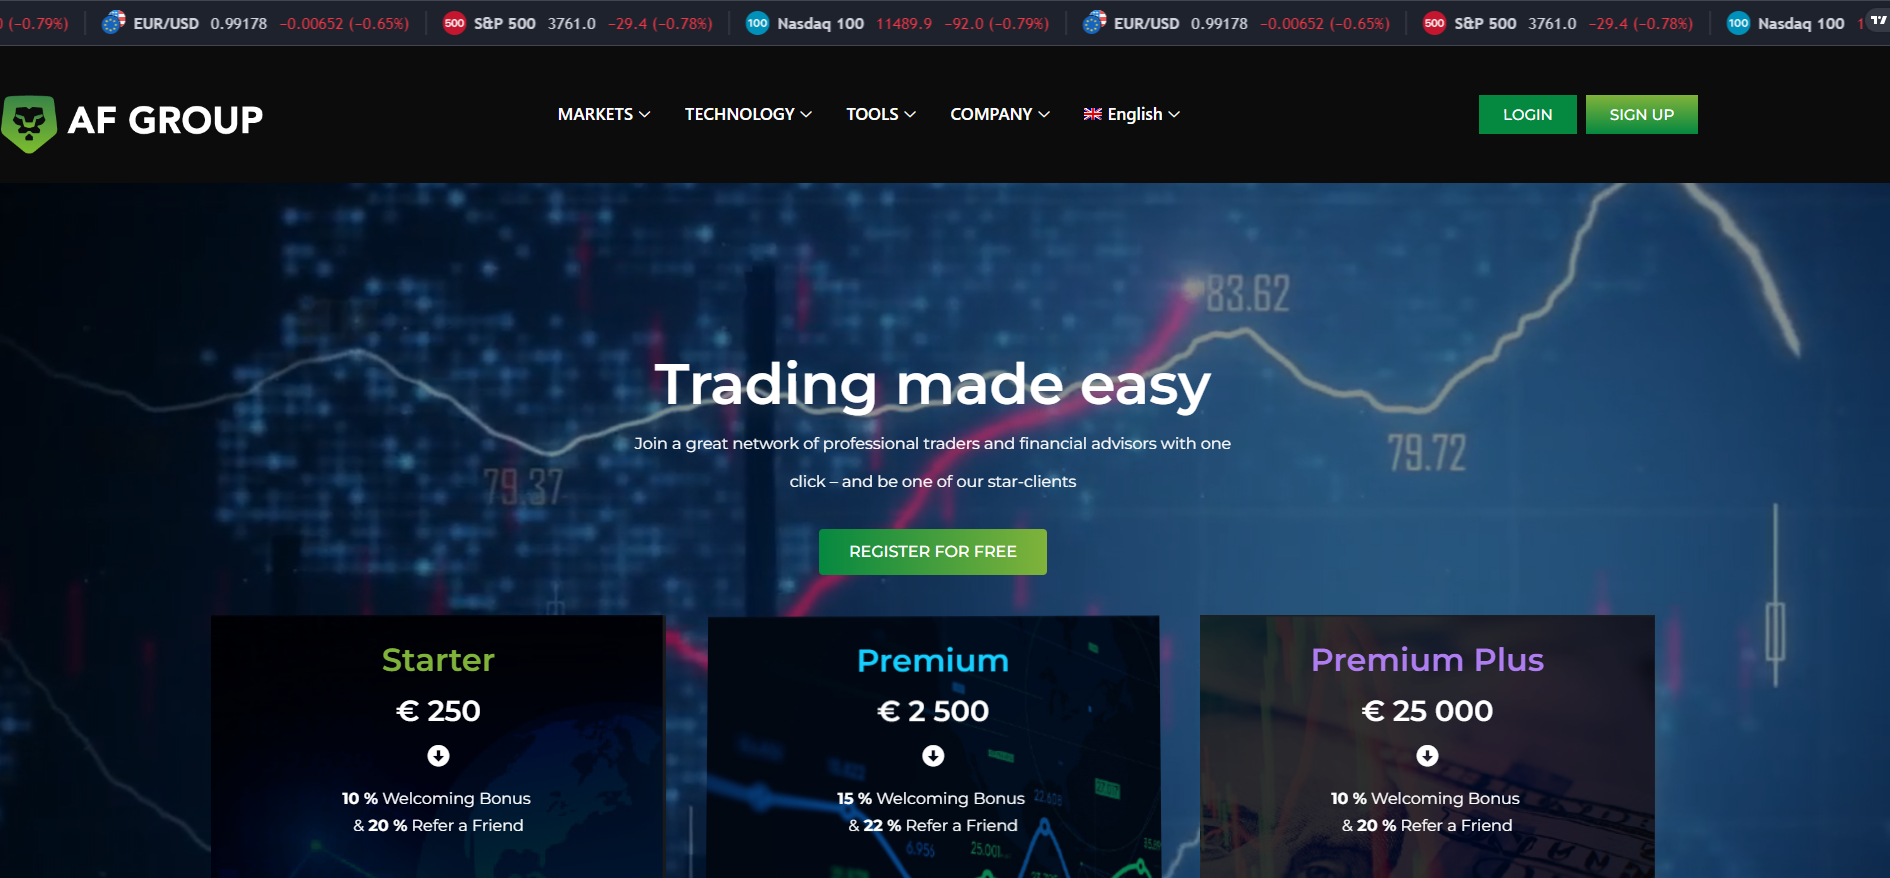 (−0.79%) EUR/USD 0.99178 −0.00652 (−0.65%) 500 S&P 500 3761.0 −29.4 (−0.78%) 100 Nasdaq 100 11489.9 −92.0 (−0.79%) EUR/USD 0.99178 −0.00652 (−0.65%) 500 S&P 500 3761.0 −29.4 (−0.78%) 100 Nasdaq 100
AF GROUP MARKETS TECHNOLOGY TOOLS COMPANY English LOGIN SIGN UP
83.62
Trading made easy
Join a great network of professional traders and financial advisors with one
79.72
click – and be one of our star-clients
79.37
REGISTER FOR FREE
Starter
€ 250
10 % Welcoming Bonus
& 20 % Refer a Friend
Premium
€ 2 500
15 % Welcoming Bonus
22.608
& 22 % Refer a Friend
6.956
25.001
Premium Plus
€ 25 000
10 % Welcoming Bonus
& 20 % Refer a Friend